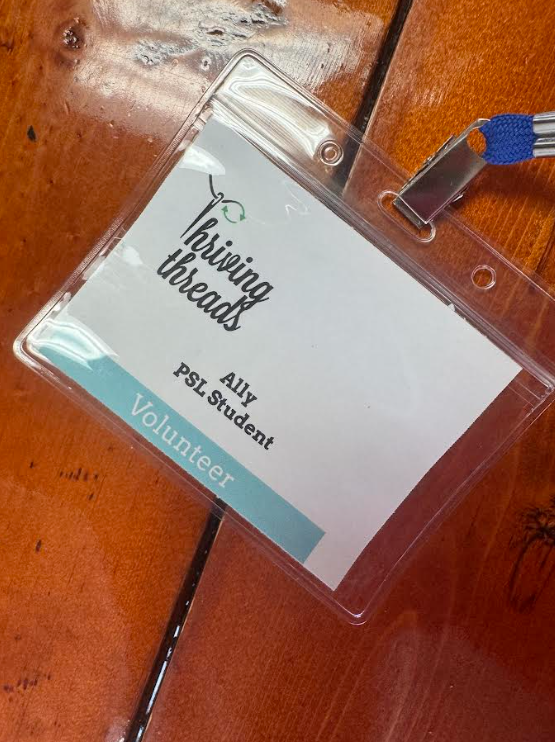 Thriving
threads
Ally
PSL Student
Volunteer